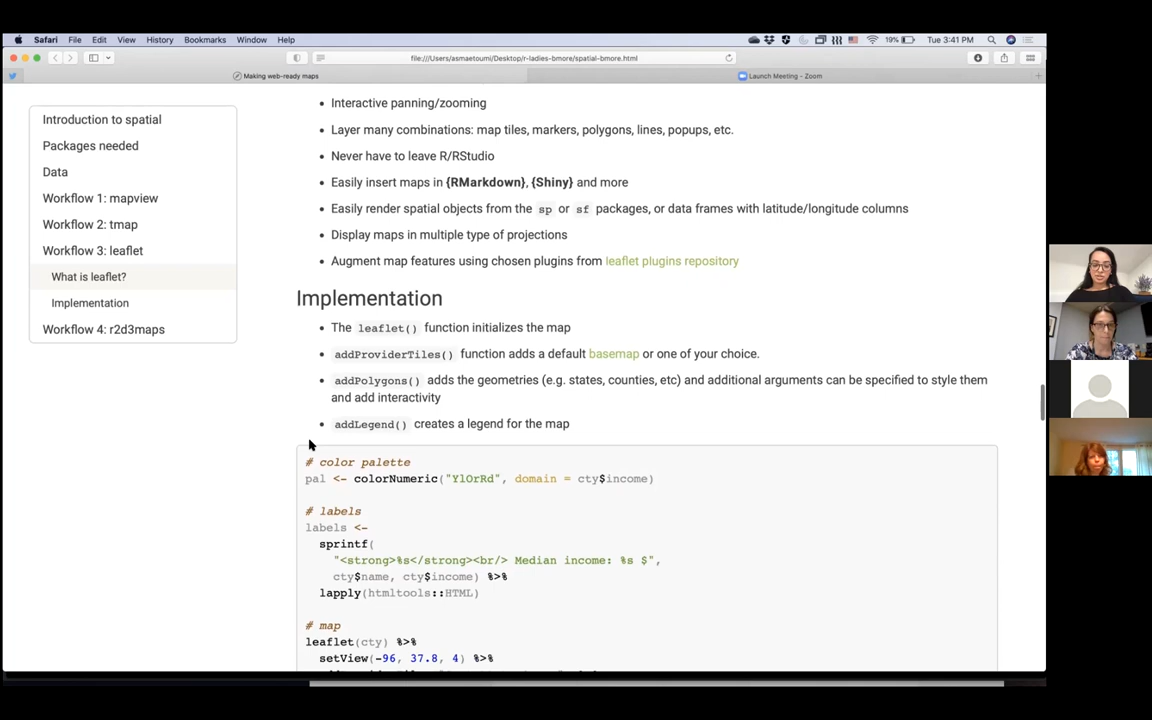 Safari File Edit View History Bookmarks Window Help 19% Tue 3:41 PM
file:///Users/asmaetoumi/Desktop/r-ladies-bmore/spatial-bmore.html
Making web-ready maps
Launch Meeting - Zoom
Introduction to spatial
Packages needed
Data
Workflow 1: mapview
Workflow 2: tmap
Workflow 3: leaflet
What is leaflet?
Implementation
Workflow 4: r2d3maps
• Interactive panning/zooming
• Layer many combinations: map tiles, markers, polygons, lines, popups, etc.
• Never have to leave R/RStudio
• Easily insert maps in {RMarkdown}, {Shiny} and more
• Easily render spatial objects from the sp or sf packages, or data frames with latitude/longitude columns
• Display maps in multiple type of projections
• Augment map features using chosen plugins from leaflet plugins repository
Implementation
• The leaflet() function initializes the map
• addProviderTiles() function adds a default basemap or one of your choice.
• addPolygons() adds the geometries (e.g. states, counties, etc) and additional arguments can be specified to style them
and add interactivity
• addLegend() creates a legend for the map
# color palette
pal <- colorNumeric("YlOrRd", domain = cty$income)
# labels
labels <-
sprintf(
"<strong>%s</strong><br/> Median income: %s $",
cty$name, cty$income) %>%
lapply(htmltools::HTML)
# map
leaflet(cty) %>%
setView(-96, 37.8, 4) %>%